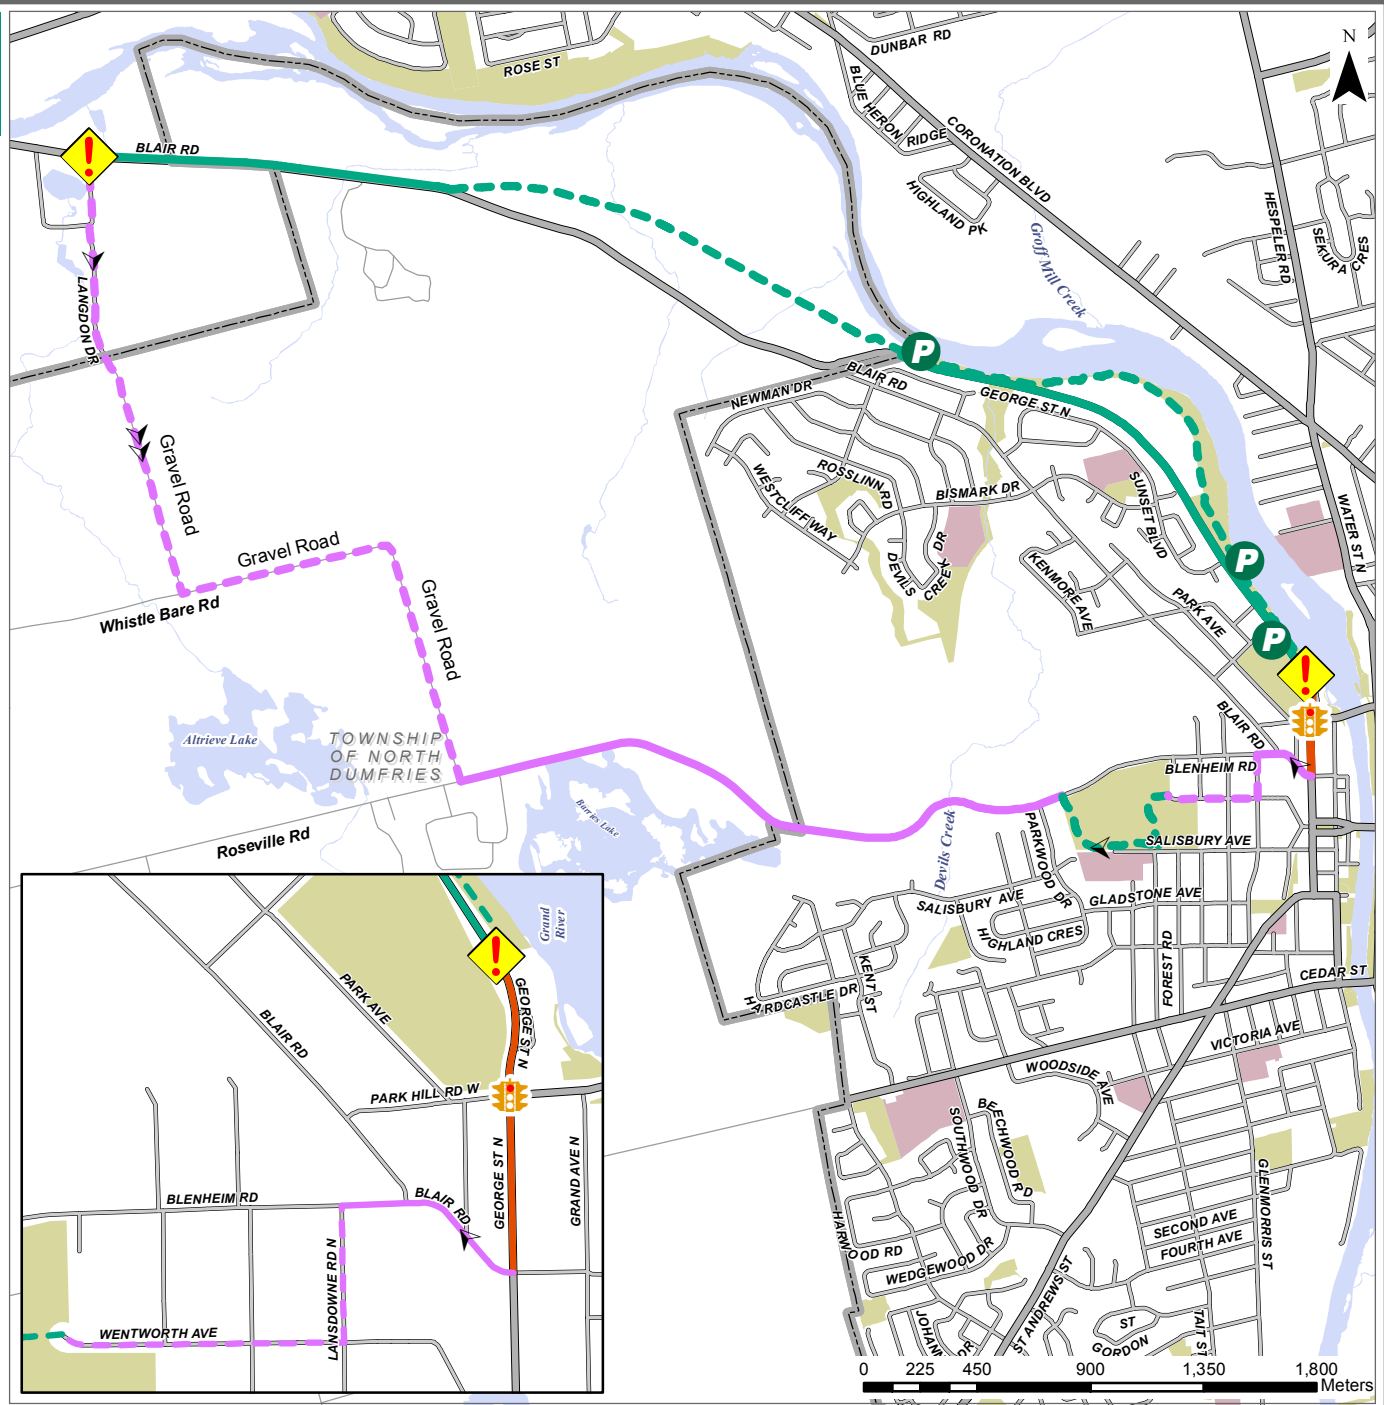 DUNBAR RD
N
ROSE ST
BLUE HERON
RIDGE
CORONATION BLVD
BLAIR RD
HIGHLAND PK
HESPELER RD
SEKURA CRES
Groff Mill Creek
LANGDON DR
P
NEWMAN DR
BLAIR RD
GEORGE ST N
Gravel Road
WESTCLIFF WAY
ROSSLINN RD
BISMARK DR
SUNSET BLVD
WATER ST N
Gravel Road
DEVILS CREEK DR
KENMORE AVE
P
Whistle Bare Rd
Gravel Road
PARK AVE
P
Altrieve Lake
TOWNSHIP
OF NORTH
DUMFRIES
BLAIR RD
BLENHEIM RD
Barries Lake
Roseville Rd
Devils Creek
PARKWOOD DR
SALISBURY AVE
SALISBURY AVE
GLADSTONE AVE
HIGHLAND CRES
FOREST RD
KENT ST
HARDCASTLE DR
CEDAR ST
VICTORIA AVE
WOODSIDE AVE
BEECHWOOD RD
SOUTHWOOD DR
GLENMORRIS ST
HARWOOD RD
SECOND AVE
FOURTH AVE
WEDGEWOOD DR
ST ANDREWS ST
TAIT ST
ST
GORDON
DR
Grand
River
PARK AVE
GEORGE ST N
BLAIR RD
PARK HILL RD W
GEORGE ST N
GRAND AVE N
BLENHEIM RD
BLAIR RD
LANSDOWNE RD N
WENTWORTH AVE
0 225 450 900 1,350 1,800
Meters